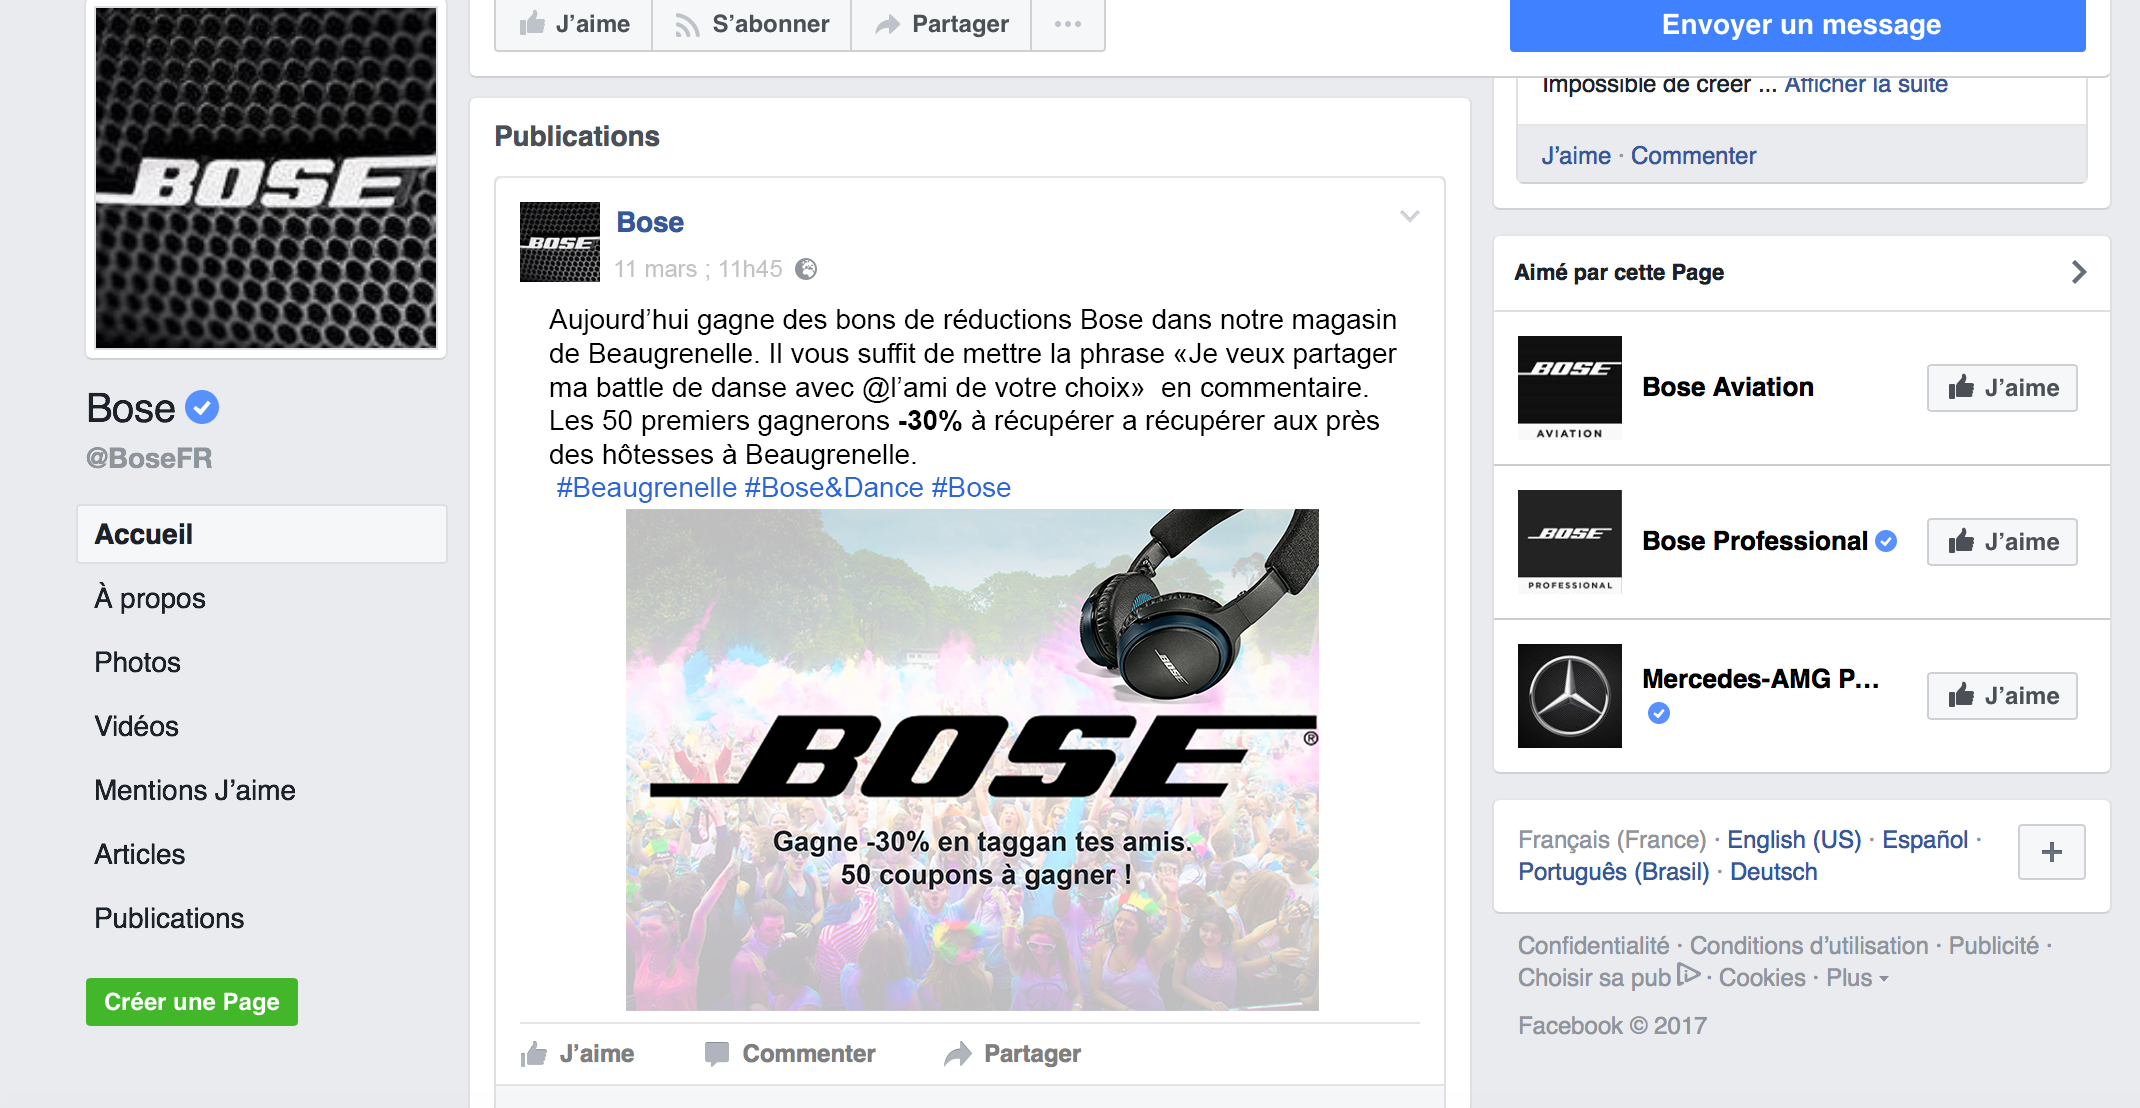 BOSE
Bose
@BoseFR
Accueil
À propos
Photos
Vidéos
Mentions J’aime
Articles
Publications
Créer une Page
J’aime
S’abonner
Partager
Envoyer un message
Publications
BOSE
Bose
11 mars ; 11h45
Aujourd’hui gagne des bons de réductions Bose dans notre magasin
de Beaugrenelle. Il vous suffit de mettre la phrase «Je veux partager
ma battle de danse avec @l’ami de votre choix»  en commentaire.
Les 50 premiers gagnerons -30% à récupérer a récupérer aux près
des hôtesses à Beaugrenelle.
#Beaugrenelle #Bose&Dance #Bose
BOSE
BOSE®
Gagne -30% en taggan tes amis.
50 coupons à gagner !
J’aime
Commenter
Partager
Impossible de créer ... Afficher la suite
J’aime · Commenter
Aimé par cette Page
BOSE
AVIATION
Bose Aviation
J’aime
BOSE
PROFESSIONAL
Bose Professional
J’aime
Mercedes-AMG P...
J’aime
Français (France) · English (US) · Español ·
Português (Brasil) · Deutsch
Confidentialité · Conditions d’utilisation · Publicité ·
Choisir sa pub · Cookies · Plus
Facebook © 2017